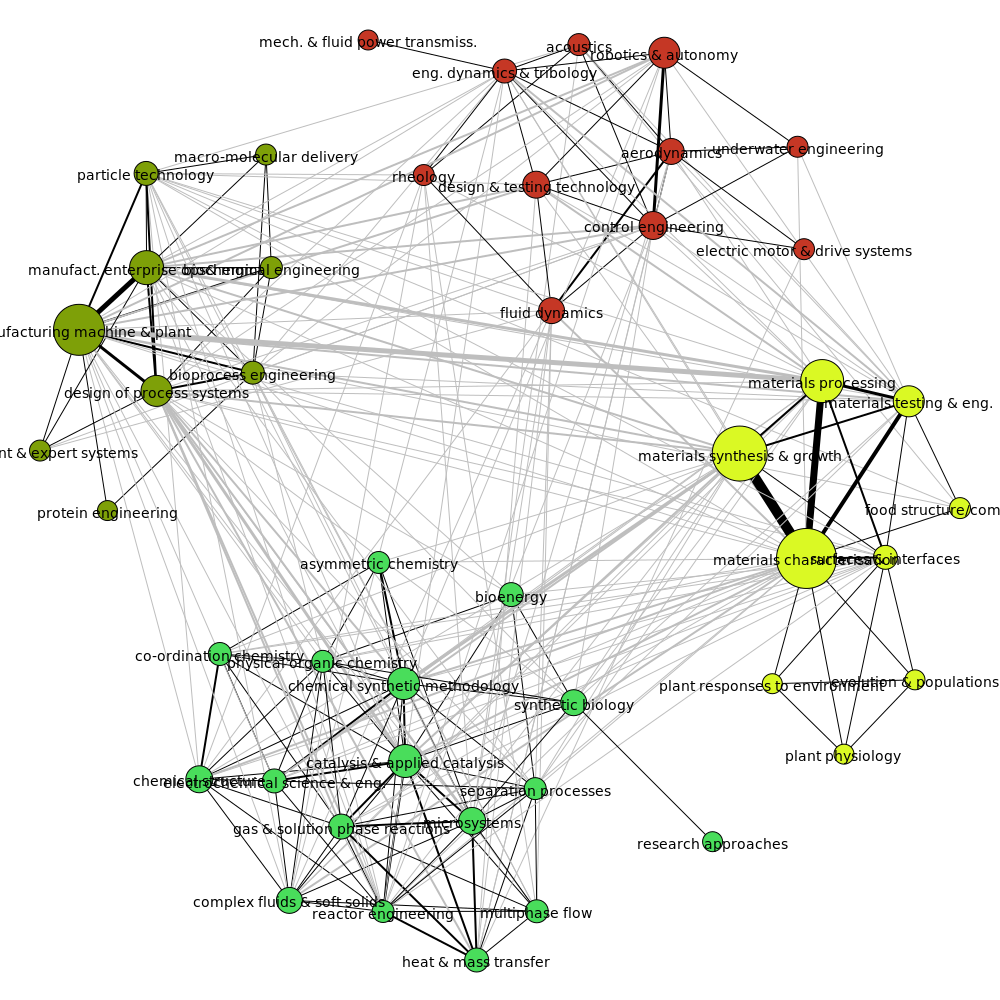 mech. & fluid power transmiss.
acoustics
robotics & autonomy
eng. dynamics & tribology
macro-molecular delivery
particle technology
rheology
design & testing technology
aerodynamics
underwater engineering
control engineering
electric motor & drive systems
manufact. enterprise
biochemical engineering
fluid dynamics
ufacturing machine & plant
bioprocess engineering
design of process systems
materials processing
materials testing & eng.
nt & expert systems
materials synthesis & growth
protein engineering
food structure/com
materials characterisation
surfaces & interfaces
asymmetric chemistry
bioenergy
co-ordination chemistry
physical organic chemistry
chemical synthetic methodology
synthetic biology
plant responses to environment
evolution & populations
plant physiology
catalysis & applied catalysis
chemical structure
electrochemical science & eng.
separation processes
gas & solution phase reactions
microsystems
research approaches
complex fluids & soft solids
reactor engineering
multiphase flow
heat & mass transfer